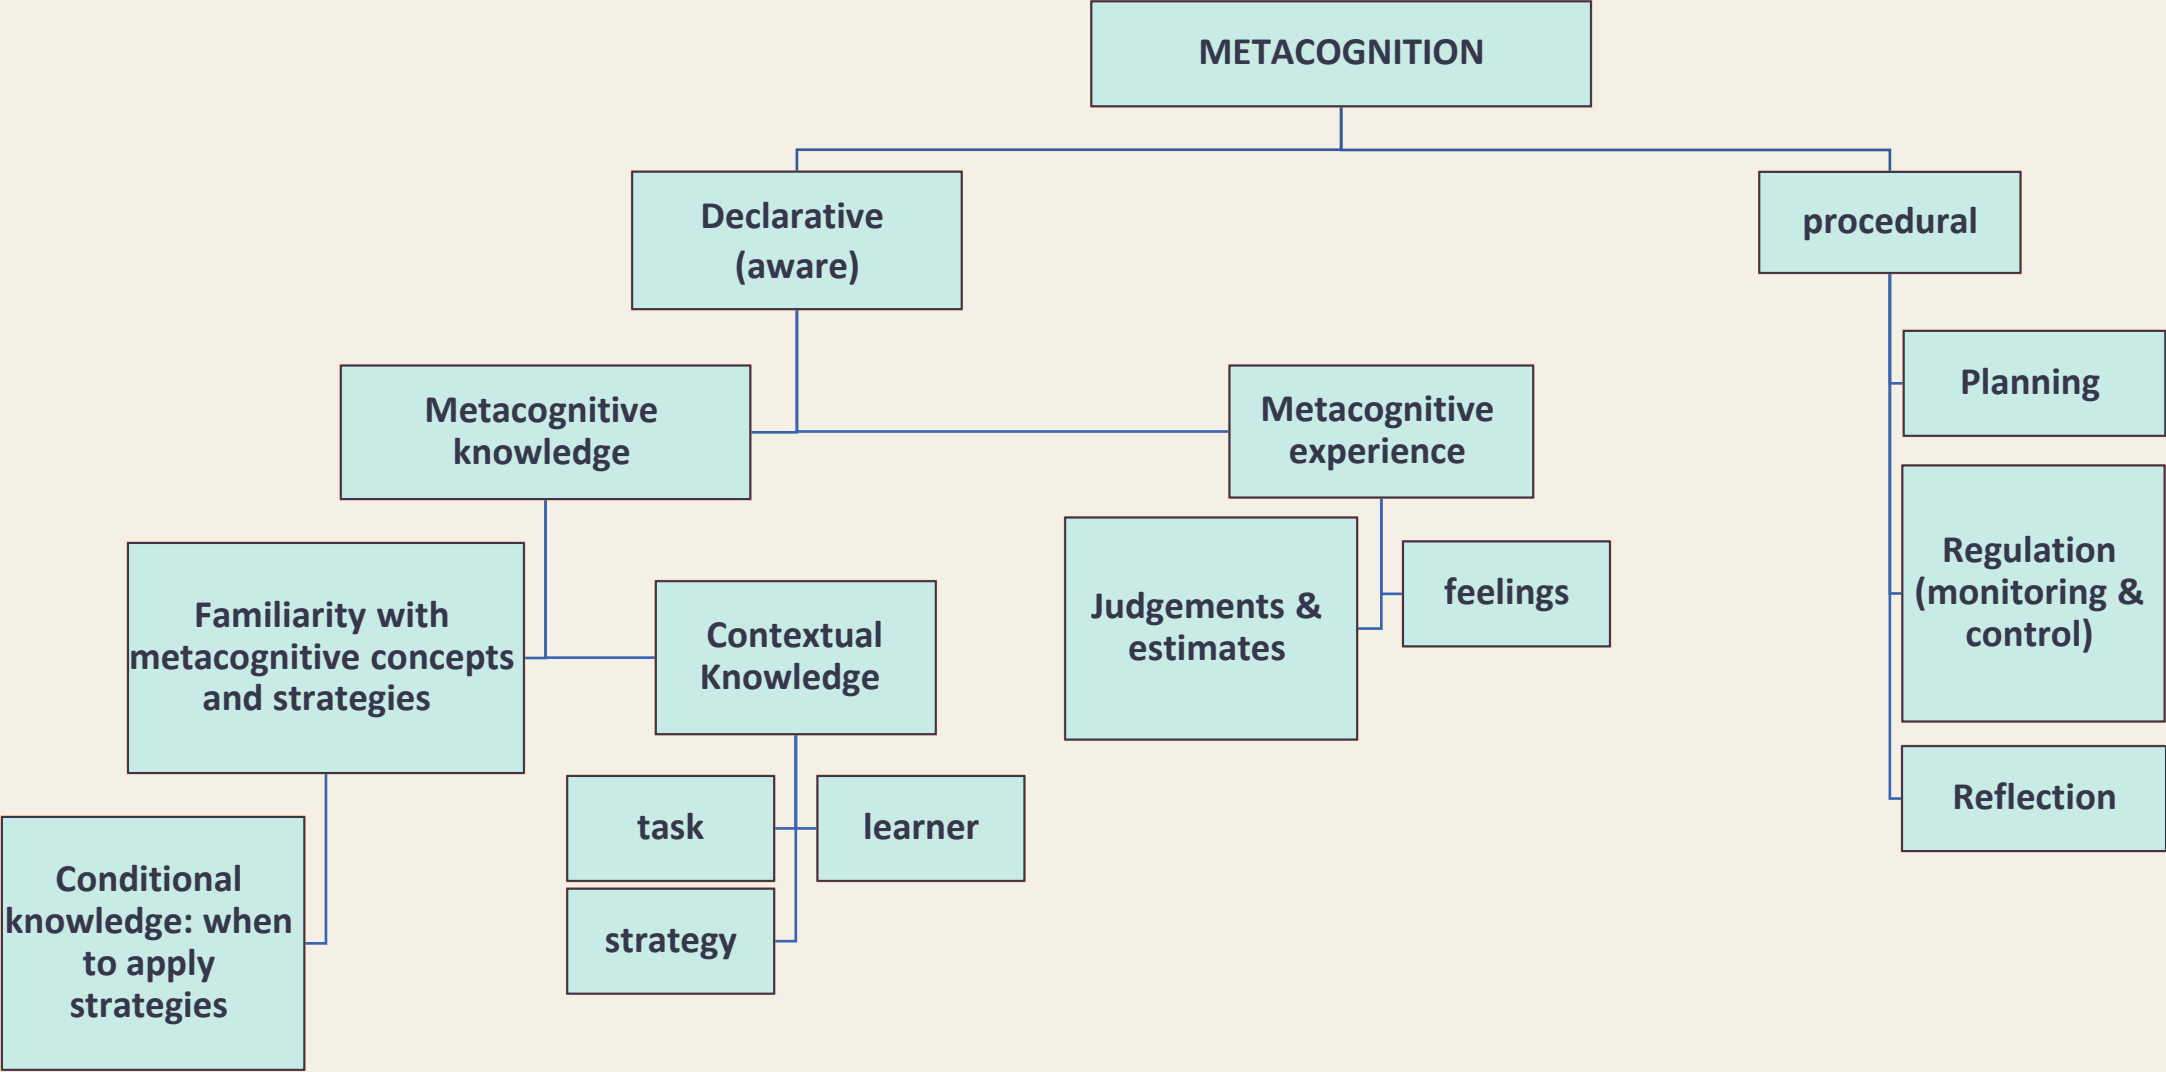 METACOGNITION
Declarative
(aware)
procedural
Planning
Metacognitive
knowledge
Metacognitive
experience
Regulation
(monitoring &
control)
Familiarity with
metacognitive concepts
and strategies
Contextual
Knowledge
Judgements &
estimates
feelings
Reflection
task
learner
strategy
Conditional
knowledge: when
to apply
strategies